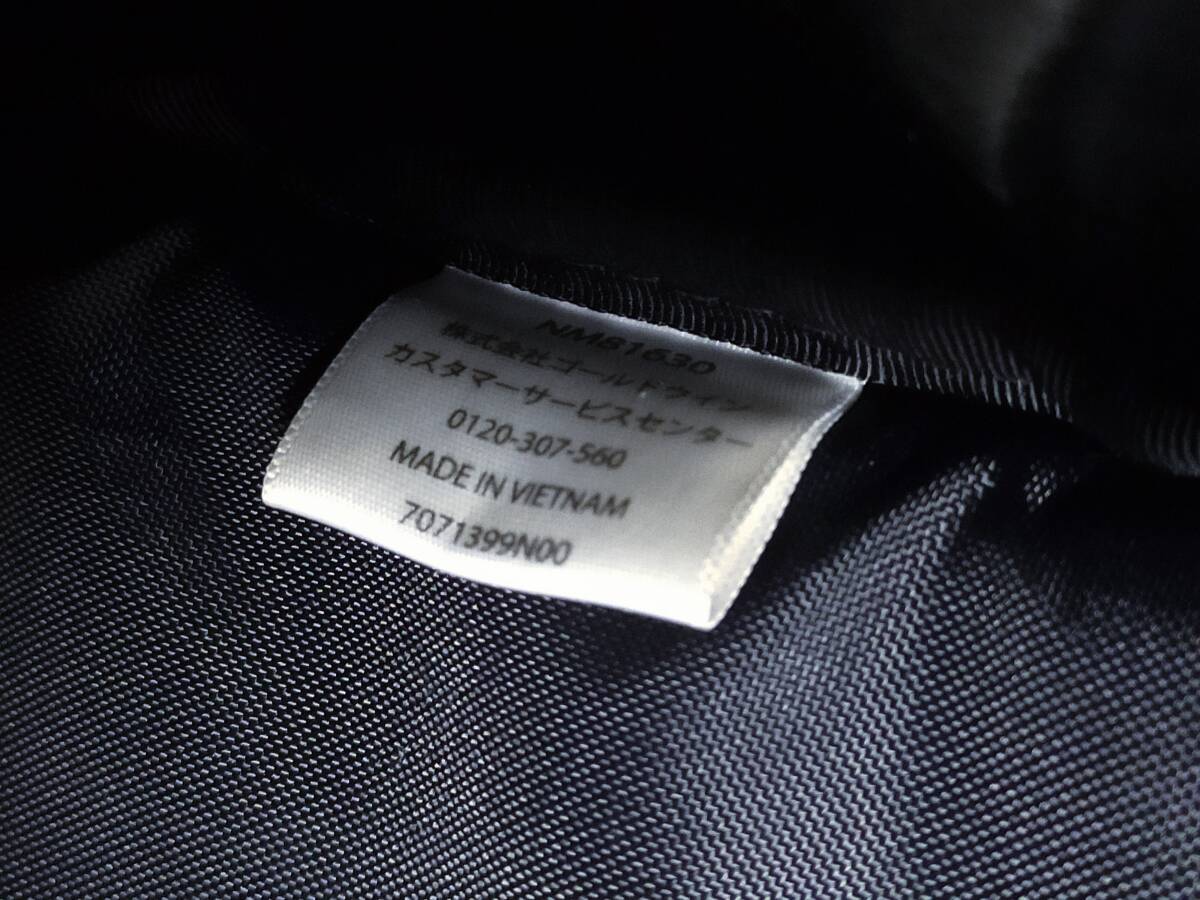 NM81630
株式会社ゴールドウイン
カスタマーサービスセンター
0120-307-560
MADE IN VIETNAM
7071399N00